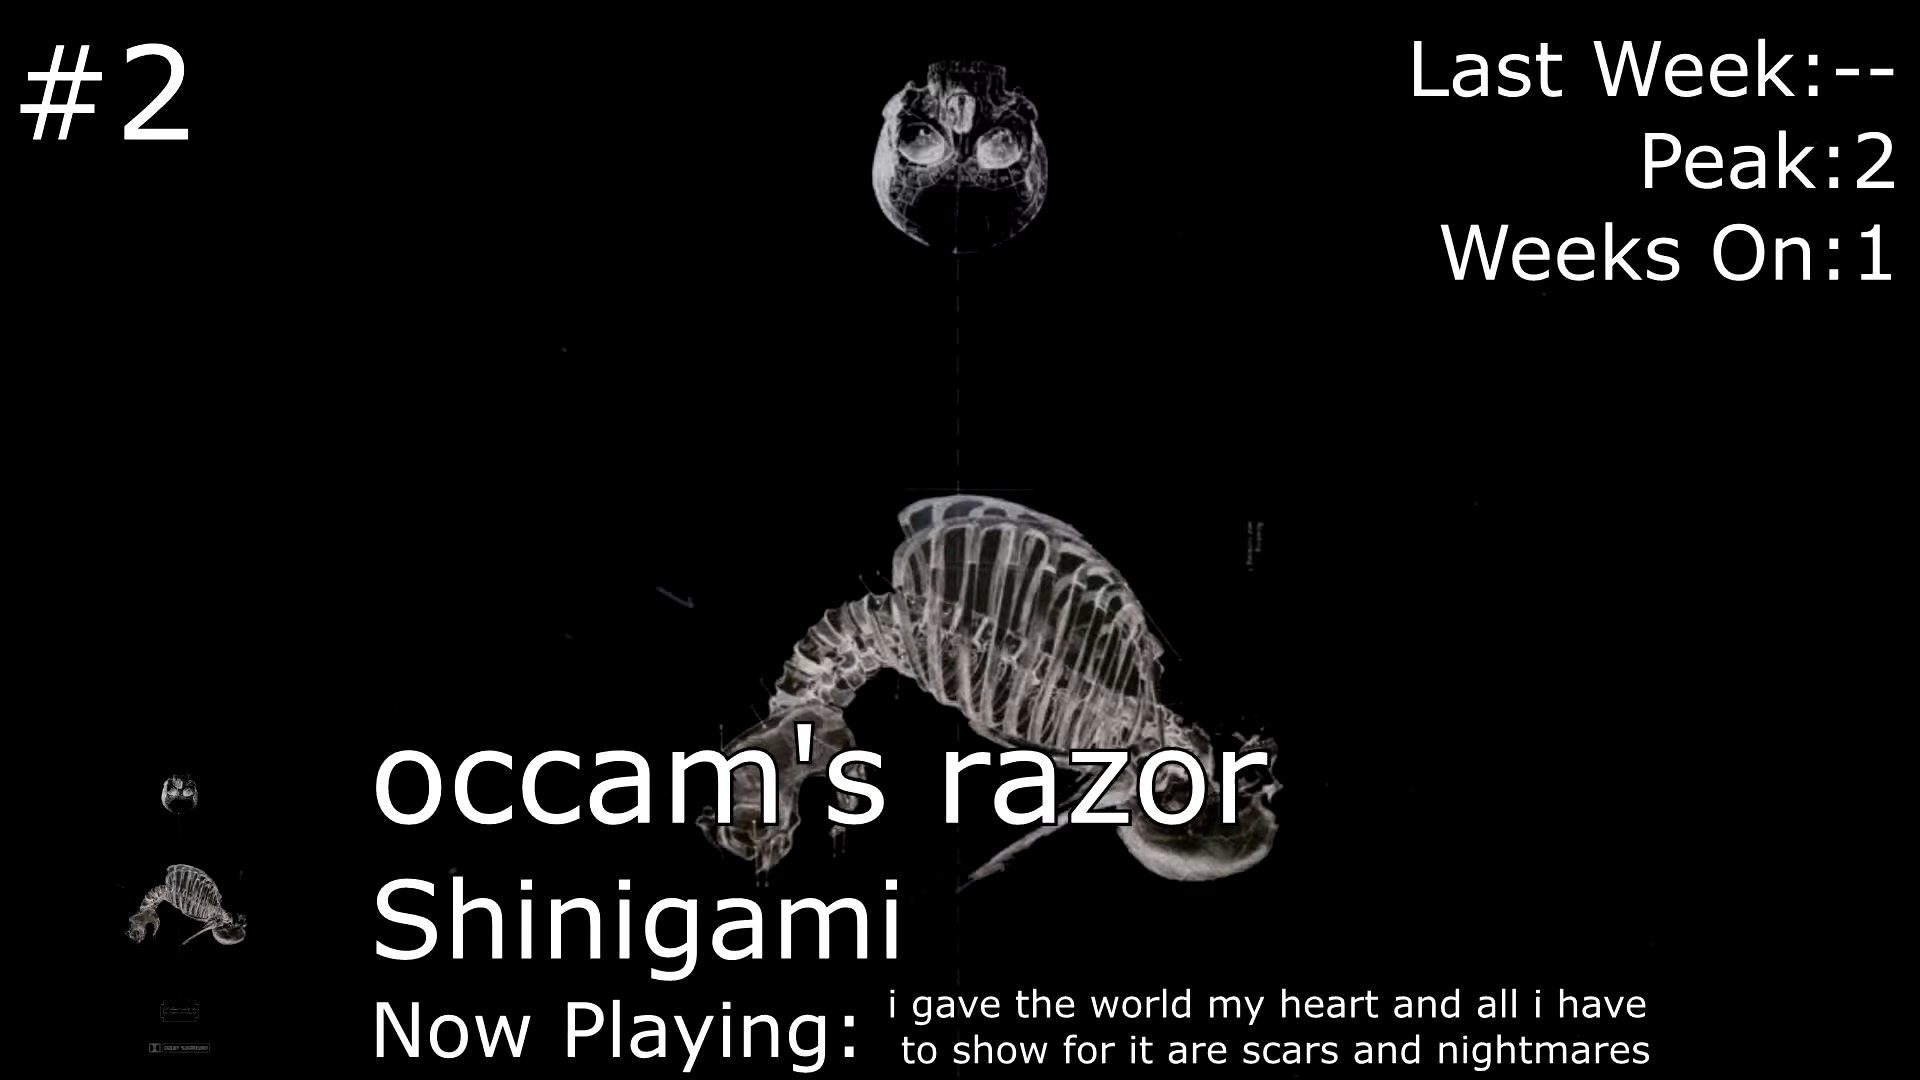 #2
Last Week:--
Peak:2
Weeks On:1
occam's razor
Shinigami
Now Playing:
i gave the world my heart and all i have
to show for it are scars and nightmares